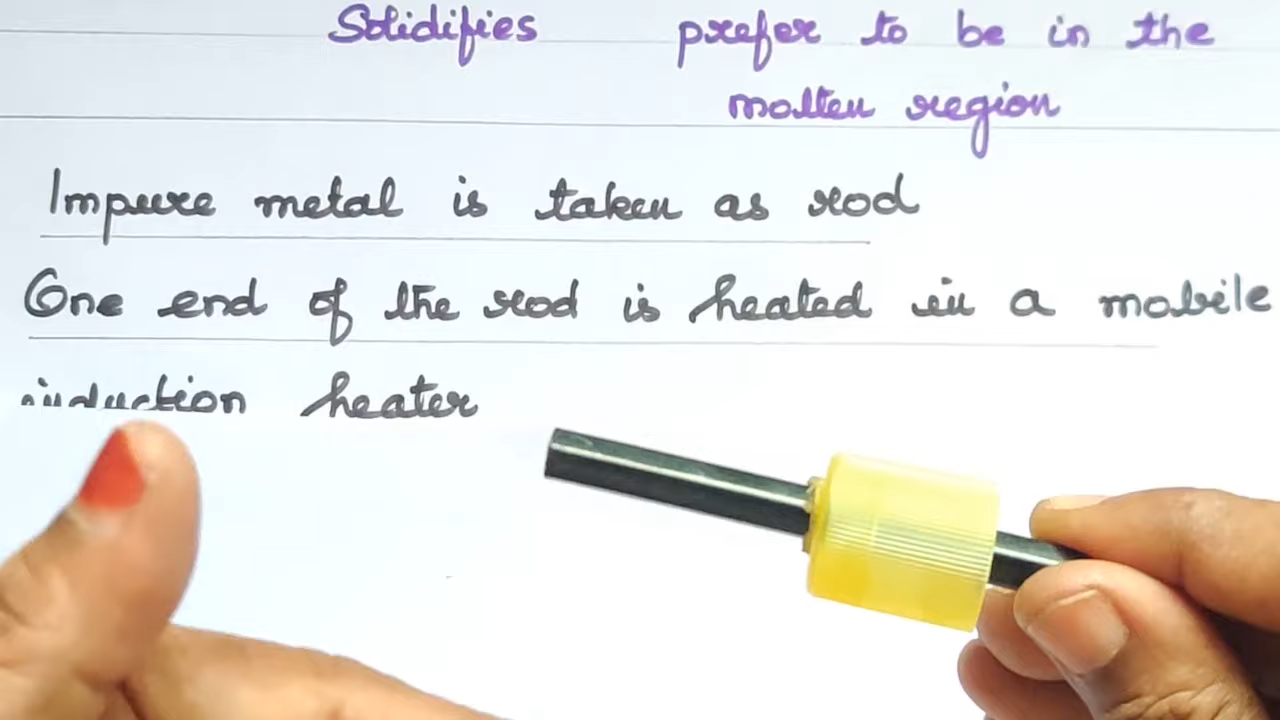 Solidifies prefer to be in the
molten region
Impure metal is taken as rod
One end of the rod is heated in a mobile
induction heater